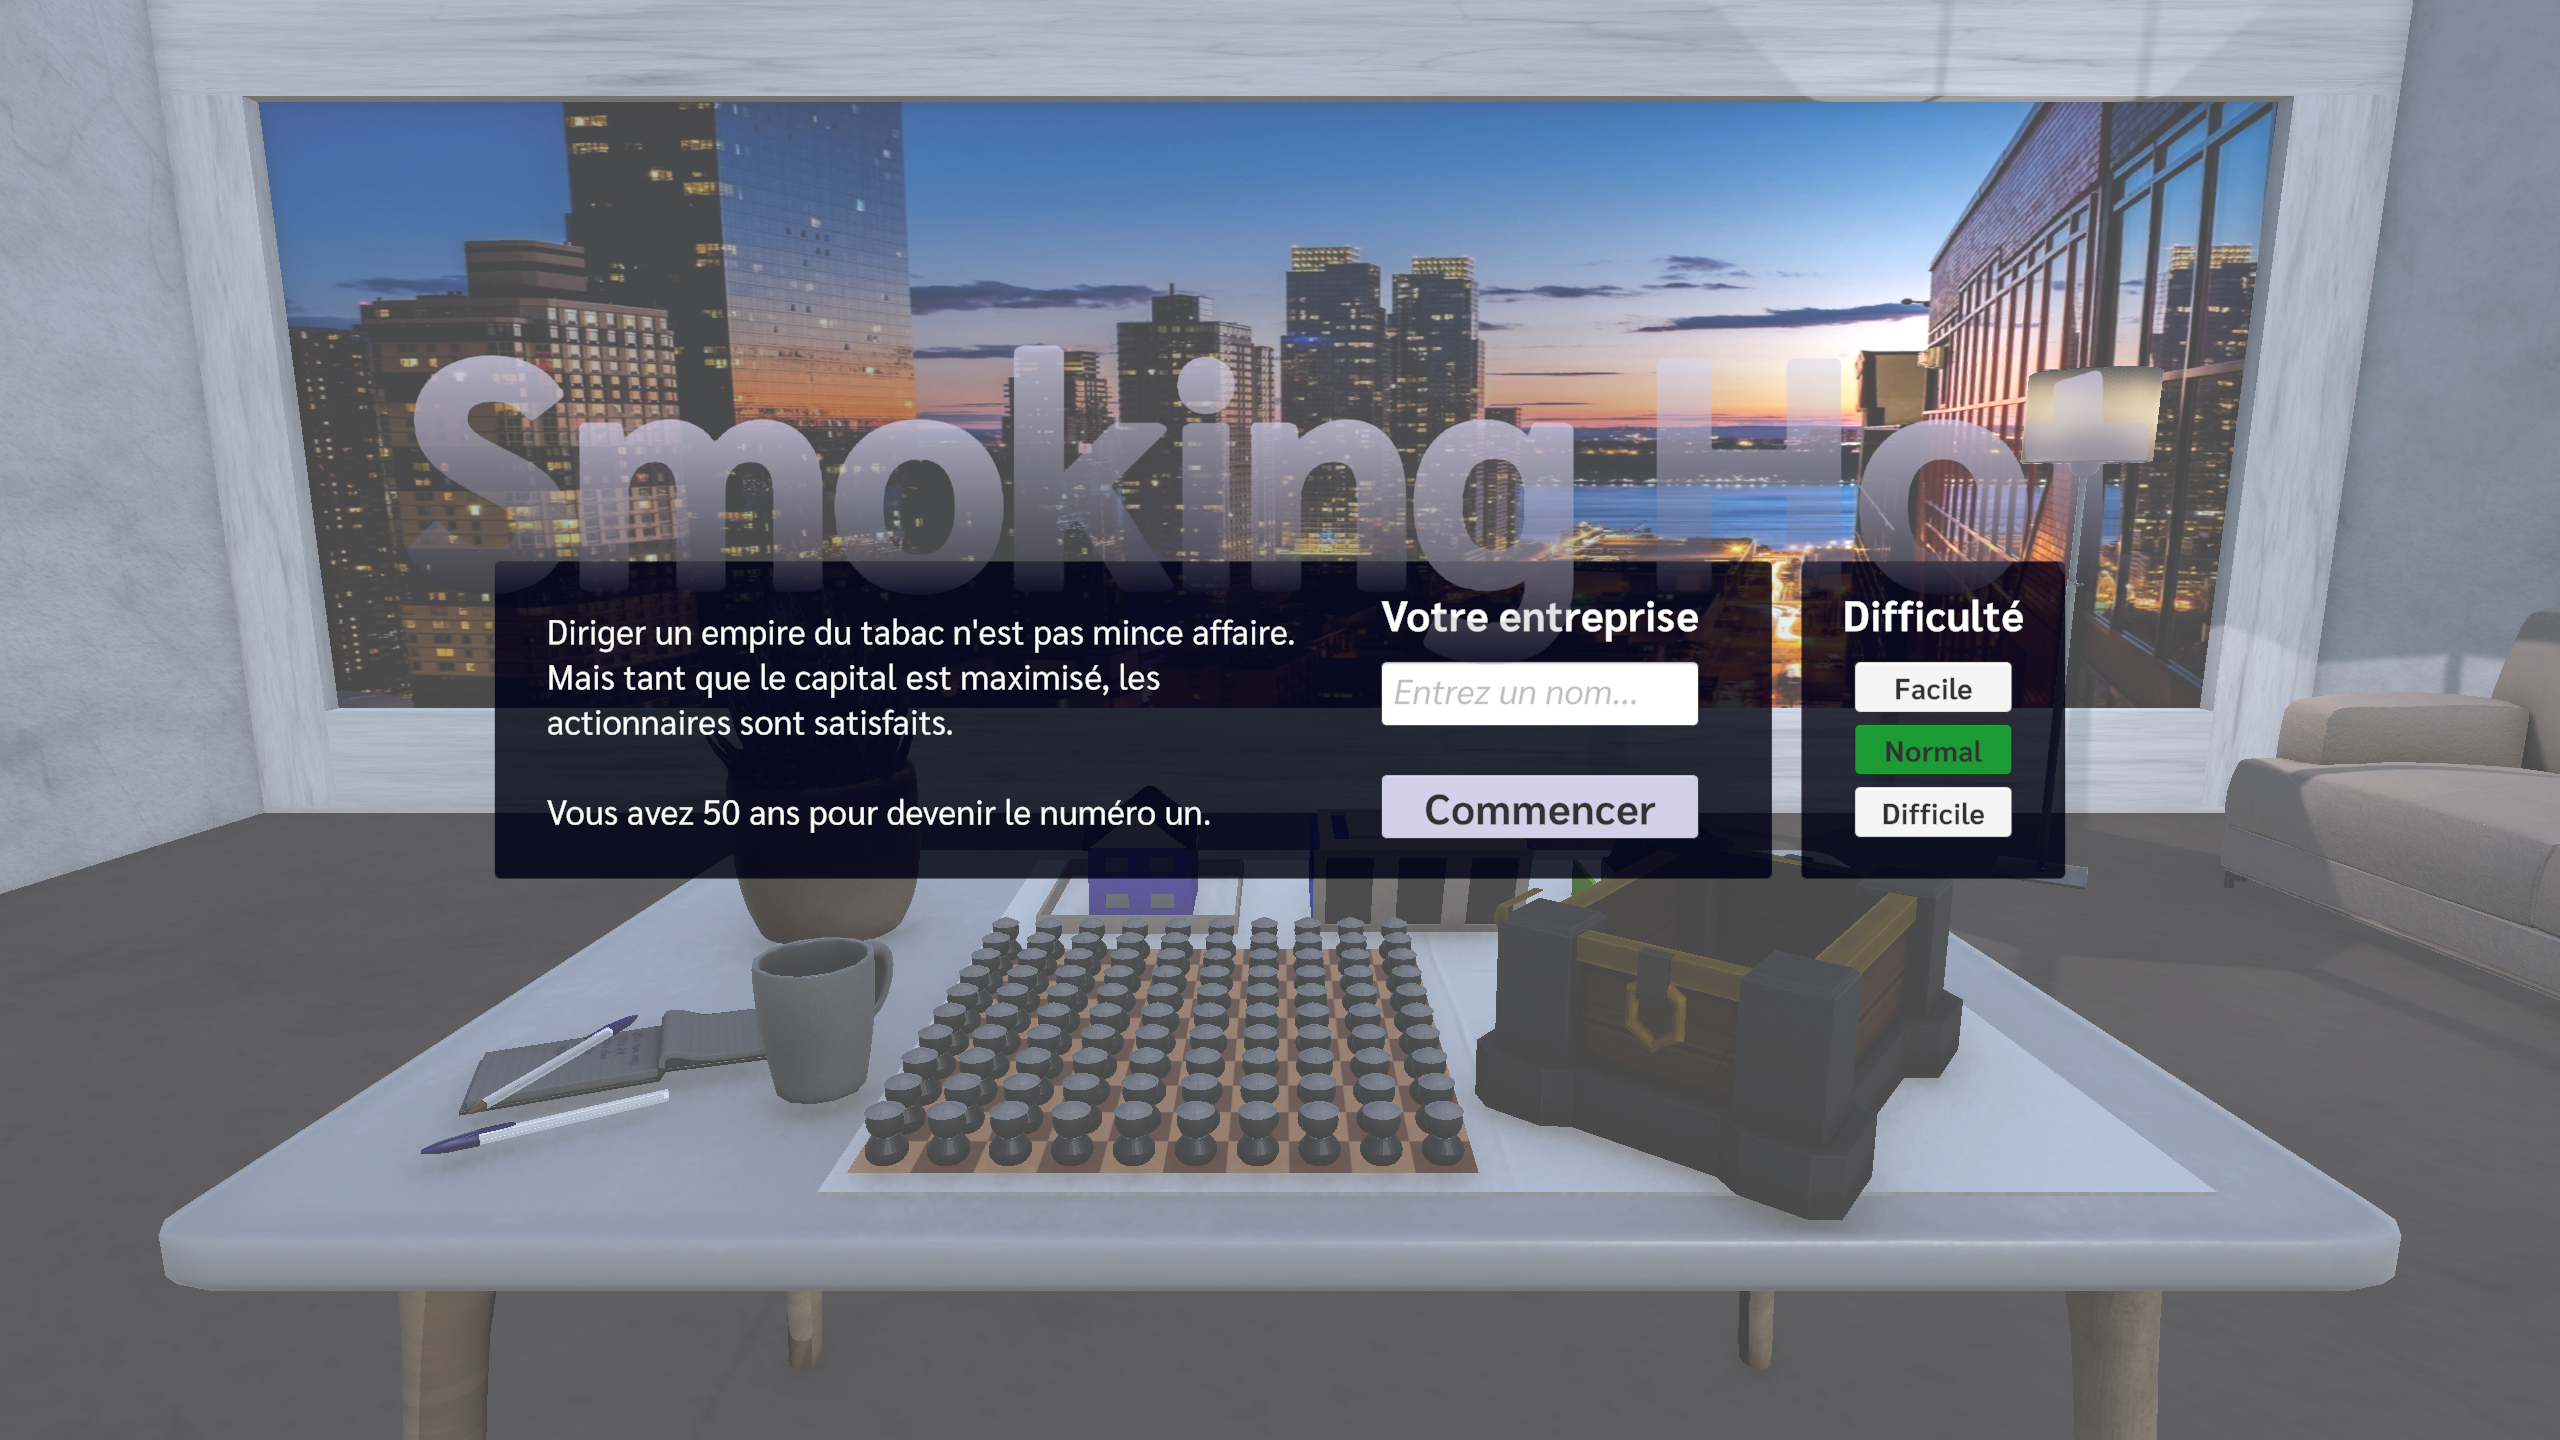 Smoking Ho
Diriger un empire du tabac n'est pas mince affaire.
Mais tant que le capital est maximisé, les
actionnaires sont satisfaits.
Vous avez 50 ans pour devenir le numéro un.
Votre entreprise
Entrez un nom...
Commencer
Difficulté
Facile
Normal
Difficile